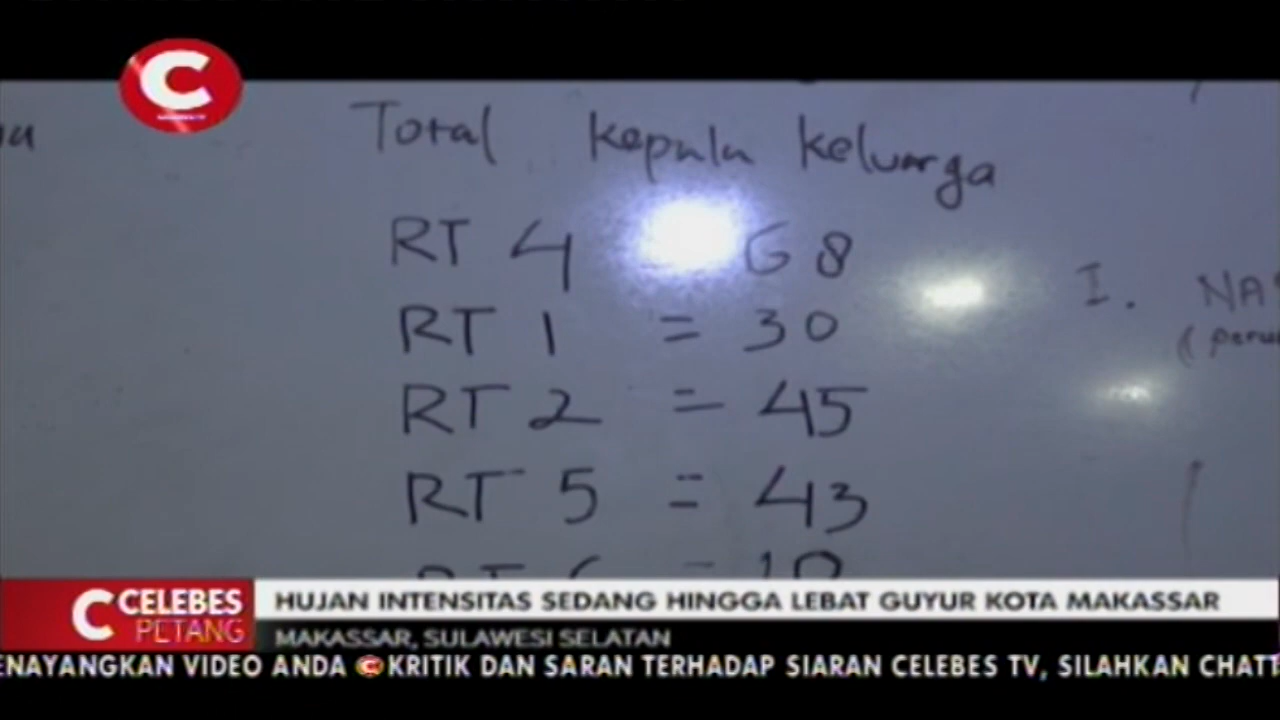 C
Total kepala keluarga
RT 4 68
RT 1 = 30
RT 2 = 45
RT 5 = 43
I. NA
(peru
C CELEBES PETANG
HUJAN INTENSITAS SEDANG HINGGA LEBAT GUYUR KOTA MAKASSAR
MAKASSAR, SULAWESI SELATAN
ENAYANGKAN VIDEO ANDA C KRITIK DAN SARAN TERHADAP SIARAN CELEBES TV, SILAHKAN CHATT